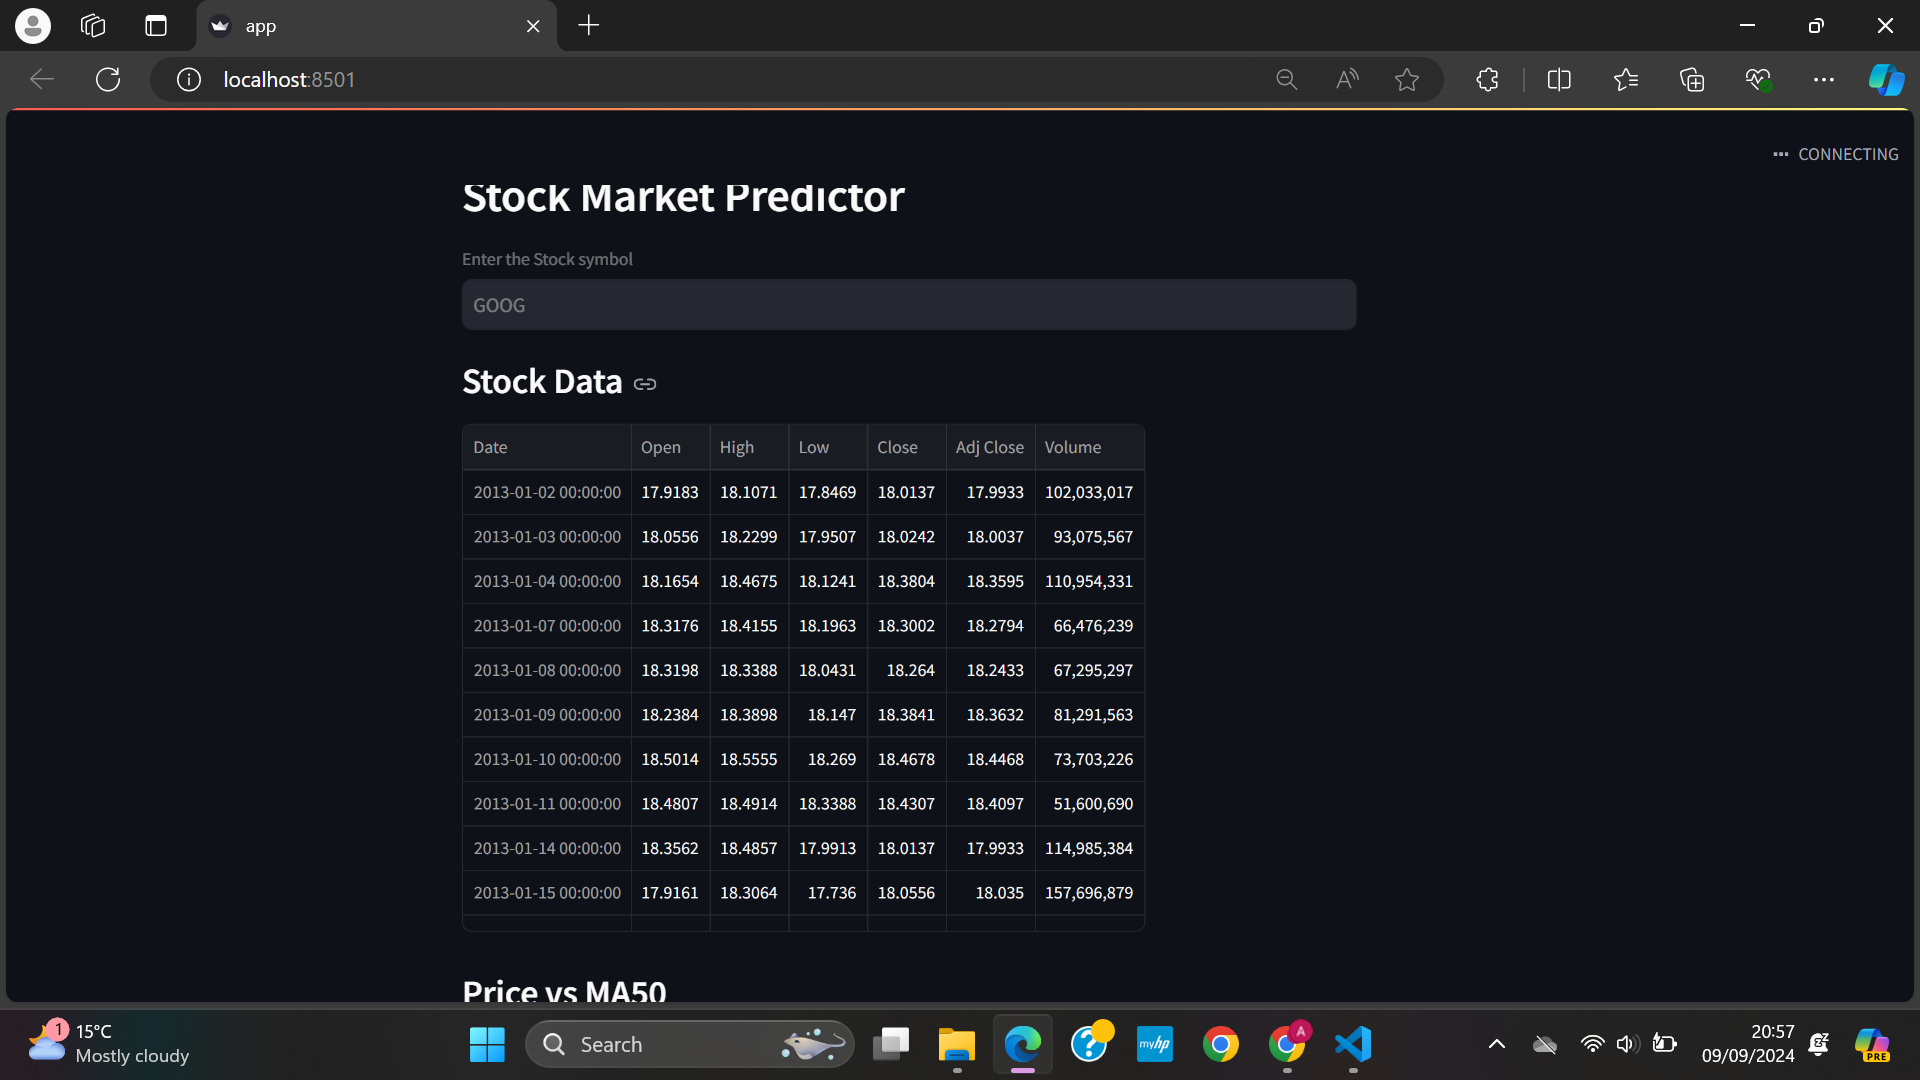 app
localhost:8501
CONNECTING
Stock Market Predictor
Enter the Stock symbol
GOOG
Stock Data
Date Open High Low Close Adj Close Volume
2013-01-02 00:00:00 17.9183 18.1071 17.8469 18.0137 17.9933 102,033,017
2013-01-03 00:00:00 18.0556 18.2299 17.9507 18.0242 18.0037 93,075,567
2013-01-04 00:00:00 18.1654 18.4675 18.1241 18.3804 18.3595 110,954,331
2013-01-07 00:00:00 18.3176 18.4155 18.1963 18.3002 18.2794 66,476,239
2013-01-08 00:00:00 18.3198 18.3388 18.0431 18.264 18.2433 67,295,297
2013-01-09 00:00:00 18.2384 18.3898 18.147 18.3841 18.3632 81,291,563
2013-01-10 00:00:00 18.5014 18.5555 18.269 18.4678 18.4468 73,703,226
2013-01-11 00:00:00 18.4807 18.4914 18.3388 18.4307 18.4097 51,600,690
2013-01-14 00:00:00 18.3562 18.4857 17.9913 18.0137 17.9933 114,985,384
2013-01-15 00:00:00 17.9161 18.3064 17.736 18.0556 18.035 157,696,879
Price vs MA50
1
15°C
Mostly cloudy
Search
myhp
A
20:57
09/09/2024
PRE